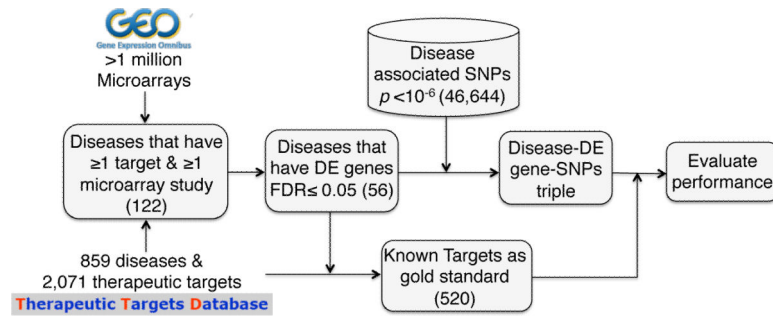 GEO
Gene Expression Omnibus
>1 million
Microarrays
Disease
associated SNPs
p <10-6 (46,644)
Diseases that have
≥1 target & ≥1
microarray study
(122)
Diseases that
have DE genes
FDR≤ 0.05 (56)
Disease-DE
gene-SNPs
triple
Evaluate
performance
859 diseases &
2,071 therapeutic targets
Therapeutic Targets Database
Known Targets as
gold standard
(520)